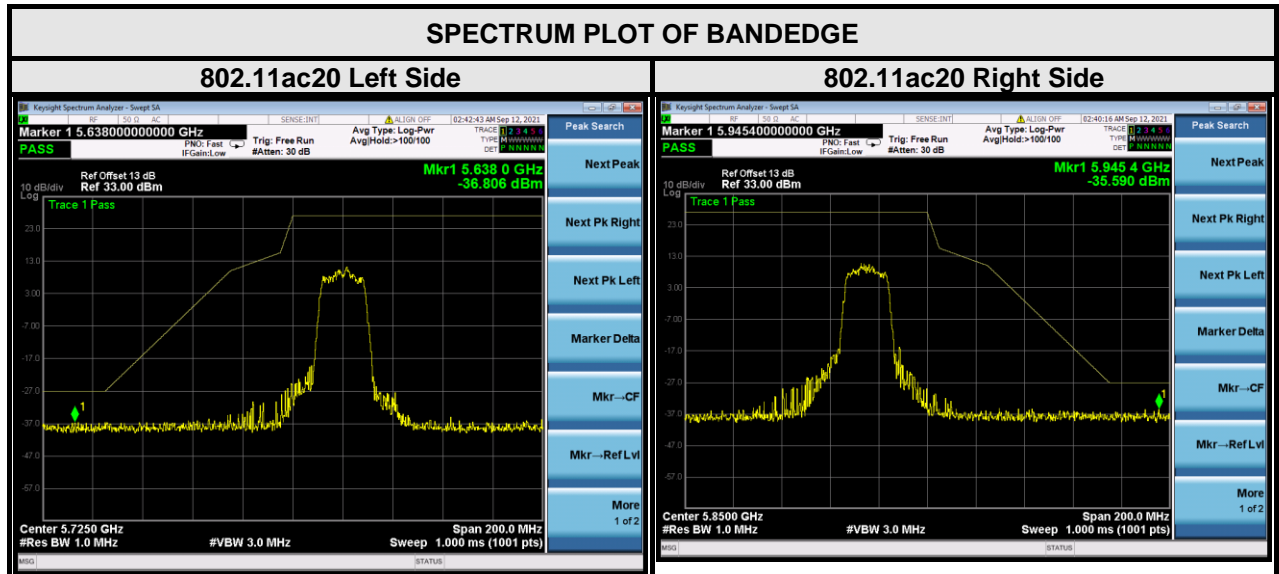 SPECTRUM PLOT OF BANDEDGE
802.11ac20 Left Side
802.11ac20 Right Side
Keysight Spectrum Analyzer - Swept SA
RF 50 Ω AC SENSE:INT ALIGN OFF 02:42:43 AM Sep 12, 2021
Marker 1 5.638000000000 GHz
PASS
PNO: Fast
IFGain:Low
Trig: Free Run
#Atten: 30 dB
Avg Type: Log-Pwr
Avg|Hold:>100/100
TRACE 1 2 3 4 5 6
TYPE M
DET P N N N N N
Ref Offset 13 dB
Ref 33.00 dBm
10 dB/div
Log
Mkr1 5.638 0 GHz
-36.806 dBm
Trace 1 Pass
23.0
13.0
3.00
-7.00
-17.0
-27.0
-37.0
-47.0
-57.0
1
Center 5.7250 GHz
Span 200.0 MHz
#Res BW 1.0 MHz
#VBW 3.0 MHz
Sweep 1.000 ms (1001 pts)
MSG
STATUS
Peak Search
Next Peak
Next Pk Right
Next Pk Left
Marker Delta
Mkr→CF
Mkr→Ref Lvl
More
1 of 2
Keysight Spectrum Analyzer - Swept SA
RF 50 Ω AC SENSE:INT ALIGN OFF 02:40:16 AM Sep 12, 2021
Marker 1 5.945400000000 GHz
PASS
PNO: Fast
IFGain:Low
Trig: Free Run
#Atten: 30 dB
Avg Type: Log-Pwr
Avg|Hold:>100/100
TRACE 1 2 3 4 5 6
TYPE M
DET P N N N N N
Ref Offset 13 dB
Ref 33.00 dBm
10 dB/div
Log
Mkr1 5.945 4 GHz
-35.590 dBm
Trace 1 Pass
23.0
13.0
3.00
-7.00
-17.0
-27.0
-37.0
-47.0
-57.0
1
Center 5.8500 GHz
Span 200.0 MHz
#Res BW 1.0 MHz
#VBW 3.0 MHz
Sweep 1.000 ms (1001 pts)
MSG
STATUS
Peak Search
Next Peak
Next Pk Right
Next Pk Left
Marker Delta
Mkr→CF
Mkr→Ref Lvl
More
1 of 2